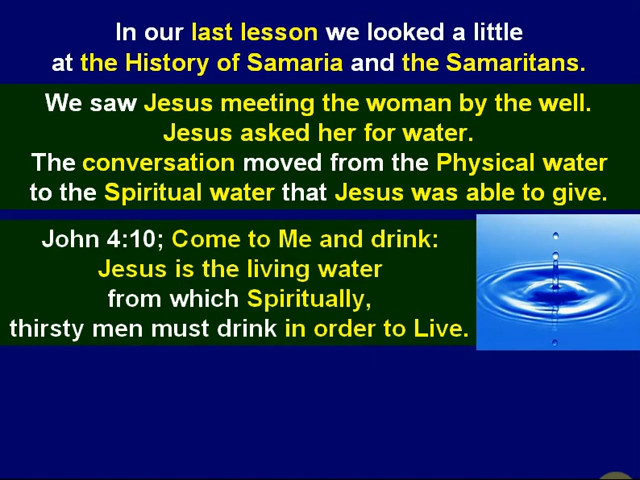 In our last lesson we looked a little
at the History of Samaria and the Samaritans.
We saw Jesus meeting the woman by the well.
Jesus asked her for water.
The conversation moved from the Physical water
to the Spiritual water that Jesus was able to give.
John 4:10; Come to Me and drink:
Jesus is the living water
from which Spiritually,
thirsty men must drink in order to Live.